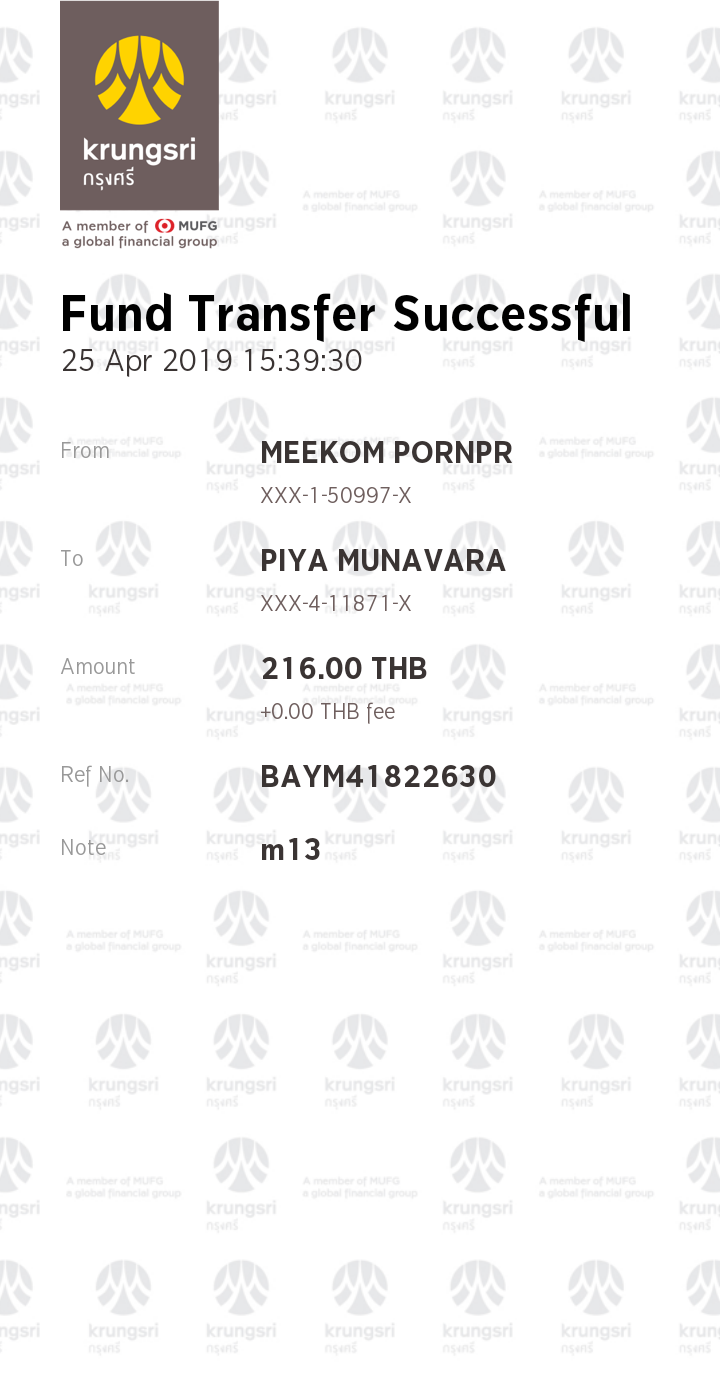 krungsri
กรุงศรี
A member of MUFG
a global financial group
Fund Transfer Successful
25 Apr 2019 15:39:30
From
MEEKOM PORNPR
XXX-1-50997-X
To
PIYA MUNAVARA
XXX-4-11871-X
Amount
216.00 THB
+0.00 THB fee
Ref No.
BAYM41822630
Note
m13